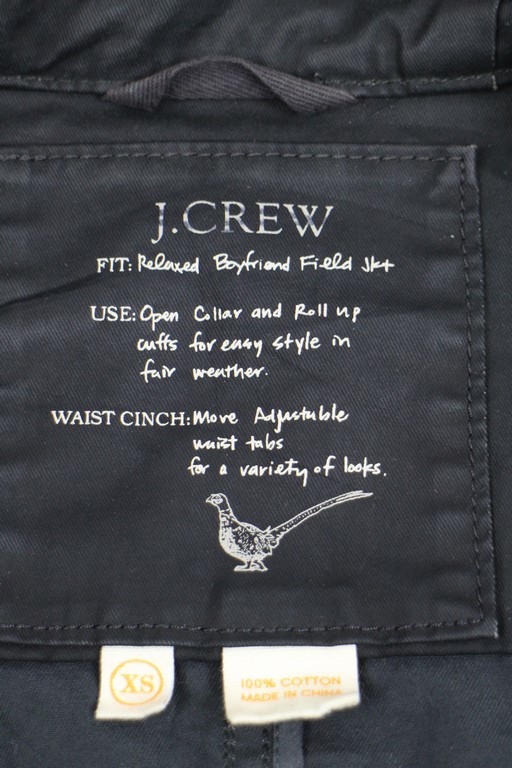 J.CREW
FIT: Relaxed Boyfriend Field Jkt
USE: Open Collar and Roll up
cuffs for easy style in
fair weather.
WAIST CINCH: Move Adjustable
waist tabs
for a variety of looks.
XS
100% COTTON
MADE IN CHINA